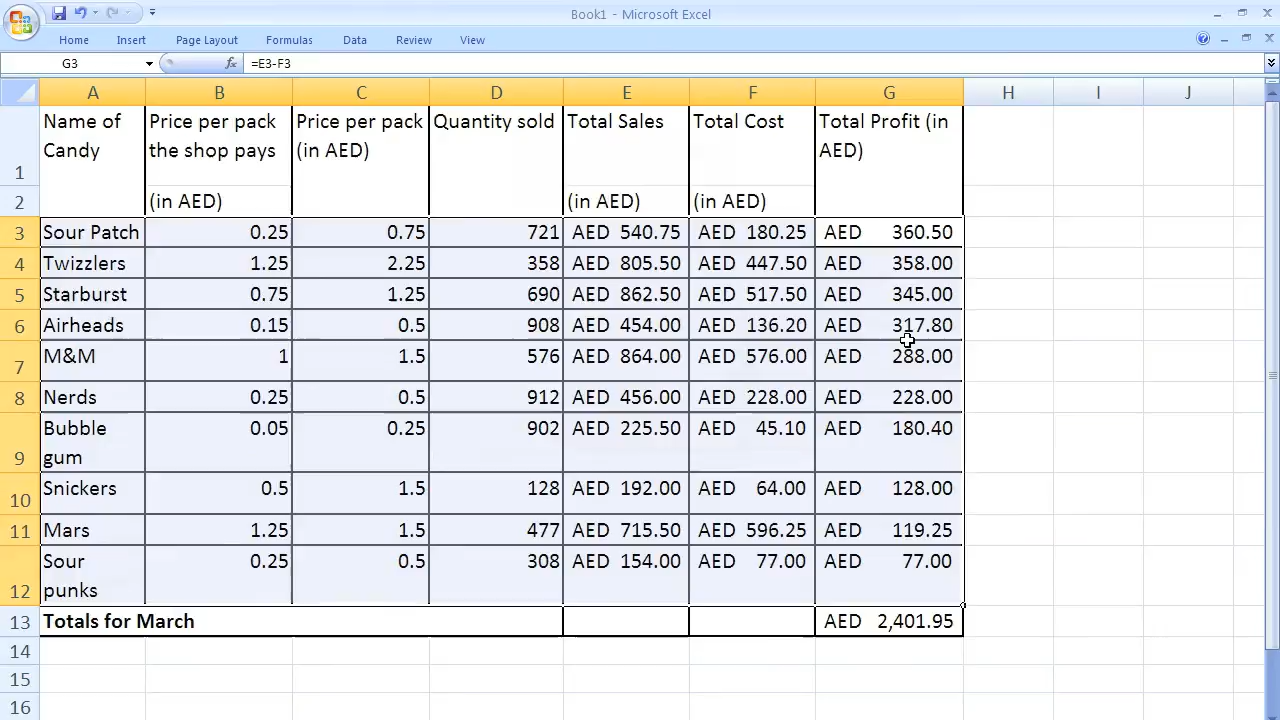 Book1 - Microsoft Excel
Home Insert Page Layout Formulas Data Review View
G3 fx =E3-F3
A B C D E F G H I J
Name of Price per pack Price per pack Quantity sold Total Sales Total Cost Total Profit (in
Candy the shop pays (in AED) AED)
1
2 (in AED) (in AED) (in AED)
3 Sour Patch 0.25 0.75 721 AED 540.75 AED 180.25 AED 360.50
4 Twizzlers 1.25 2.25 358 AED 805.50 AED 447.50 AED 358.00
5 Starburst 0.75 1.25 690 AED 862.50 AED 517.50 AED 345.00
6 Airheads 0.15 0.5 908 AED 454.00 AED 136.20 AED 317.80
7 M&M 1 1.5 576 AED 864.00 AED 576.00 AED 288.00
8 Nerds 0.25 0.5 912 AED 456.00 AED 228.00 AED 228.00
Bubble 0.05 0.25 902 AED 225.50 AED 45.10 AED 180.40
9 gum
10 Snickers 0.5 1.5 128 AED 192.00 AED 64.00 AED 128.00
11 Mars 1.25 1.5 477 AED 715.50 AED 596.25 AED 119.25
Sour 0.25 0.5 308 AED 154.00 AED 77.00 AED 77.00
12 punks
13 Totals for March AED 2,401.95
14
15
16